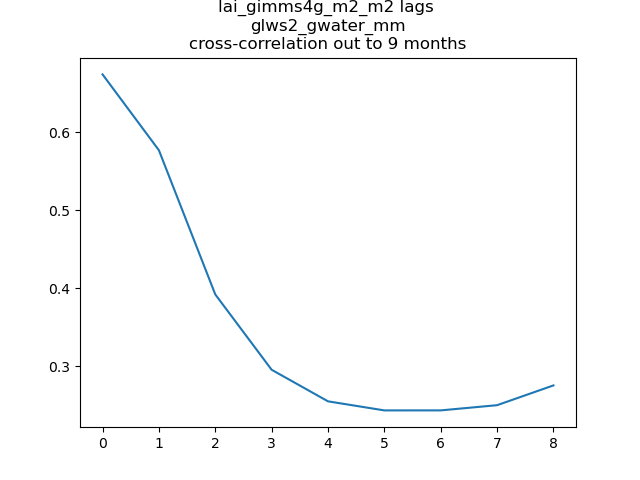 lai_gimms4g_m2_m2 lags
glws2_gwater_mm
cross-correlation out to 9 months
0.6
0.5
0.4
0.3
0 1 2 3 4 5 6 7 8